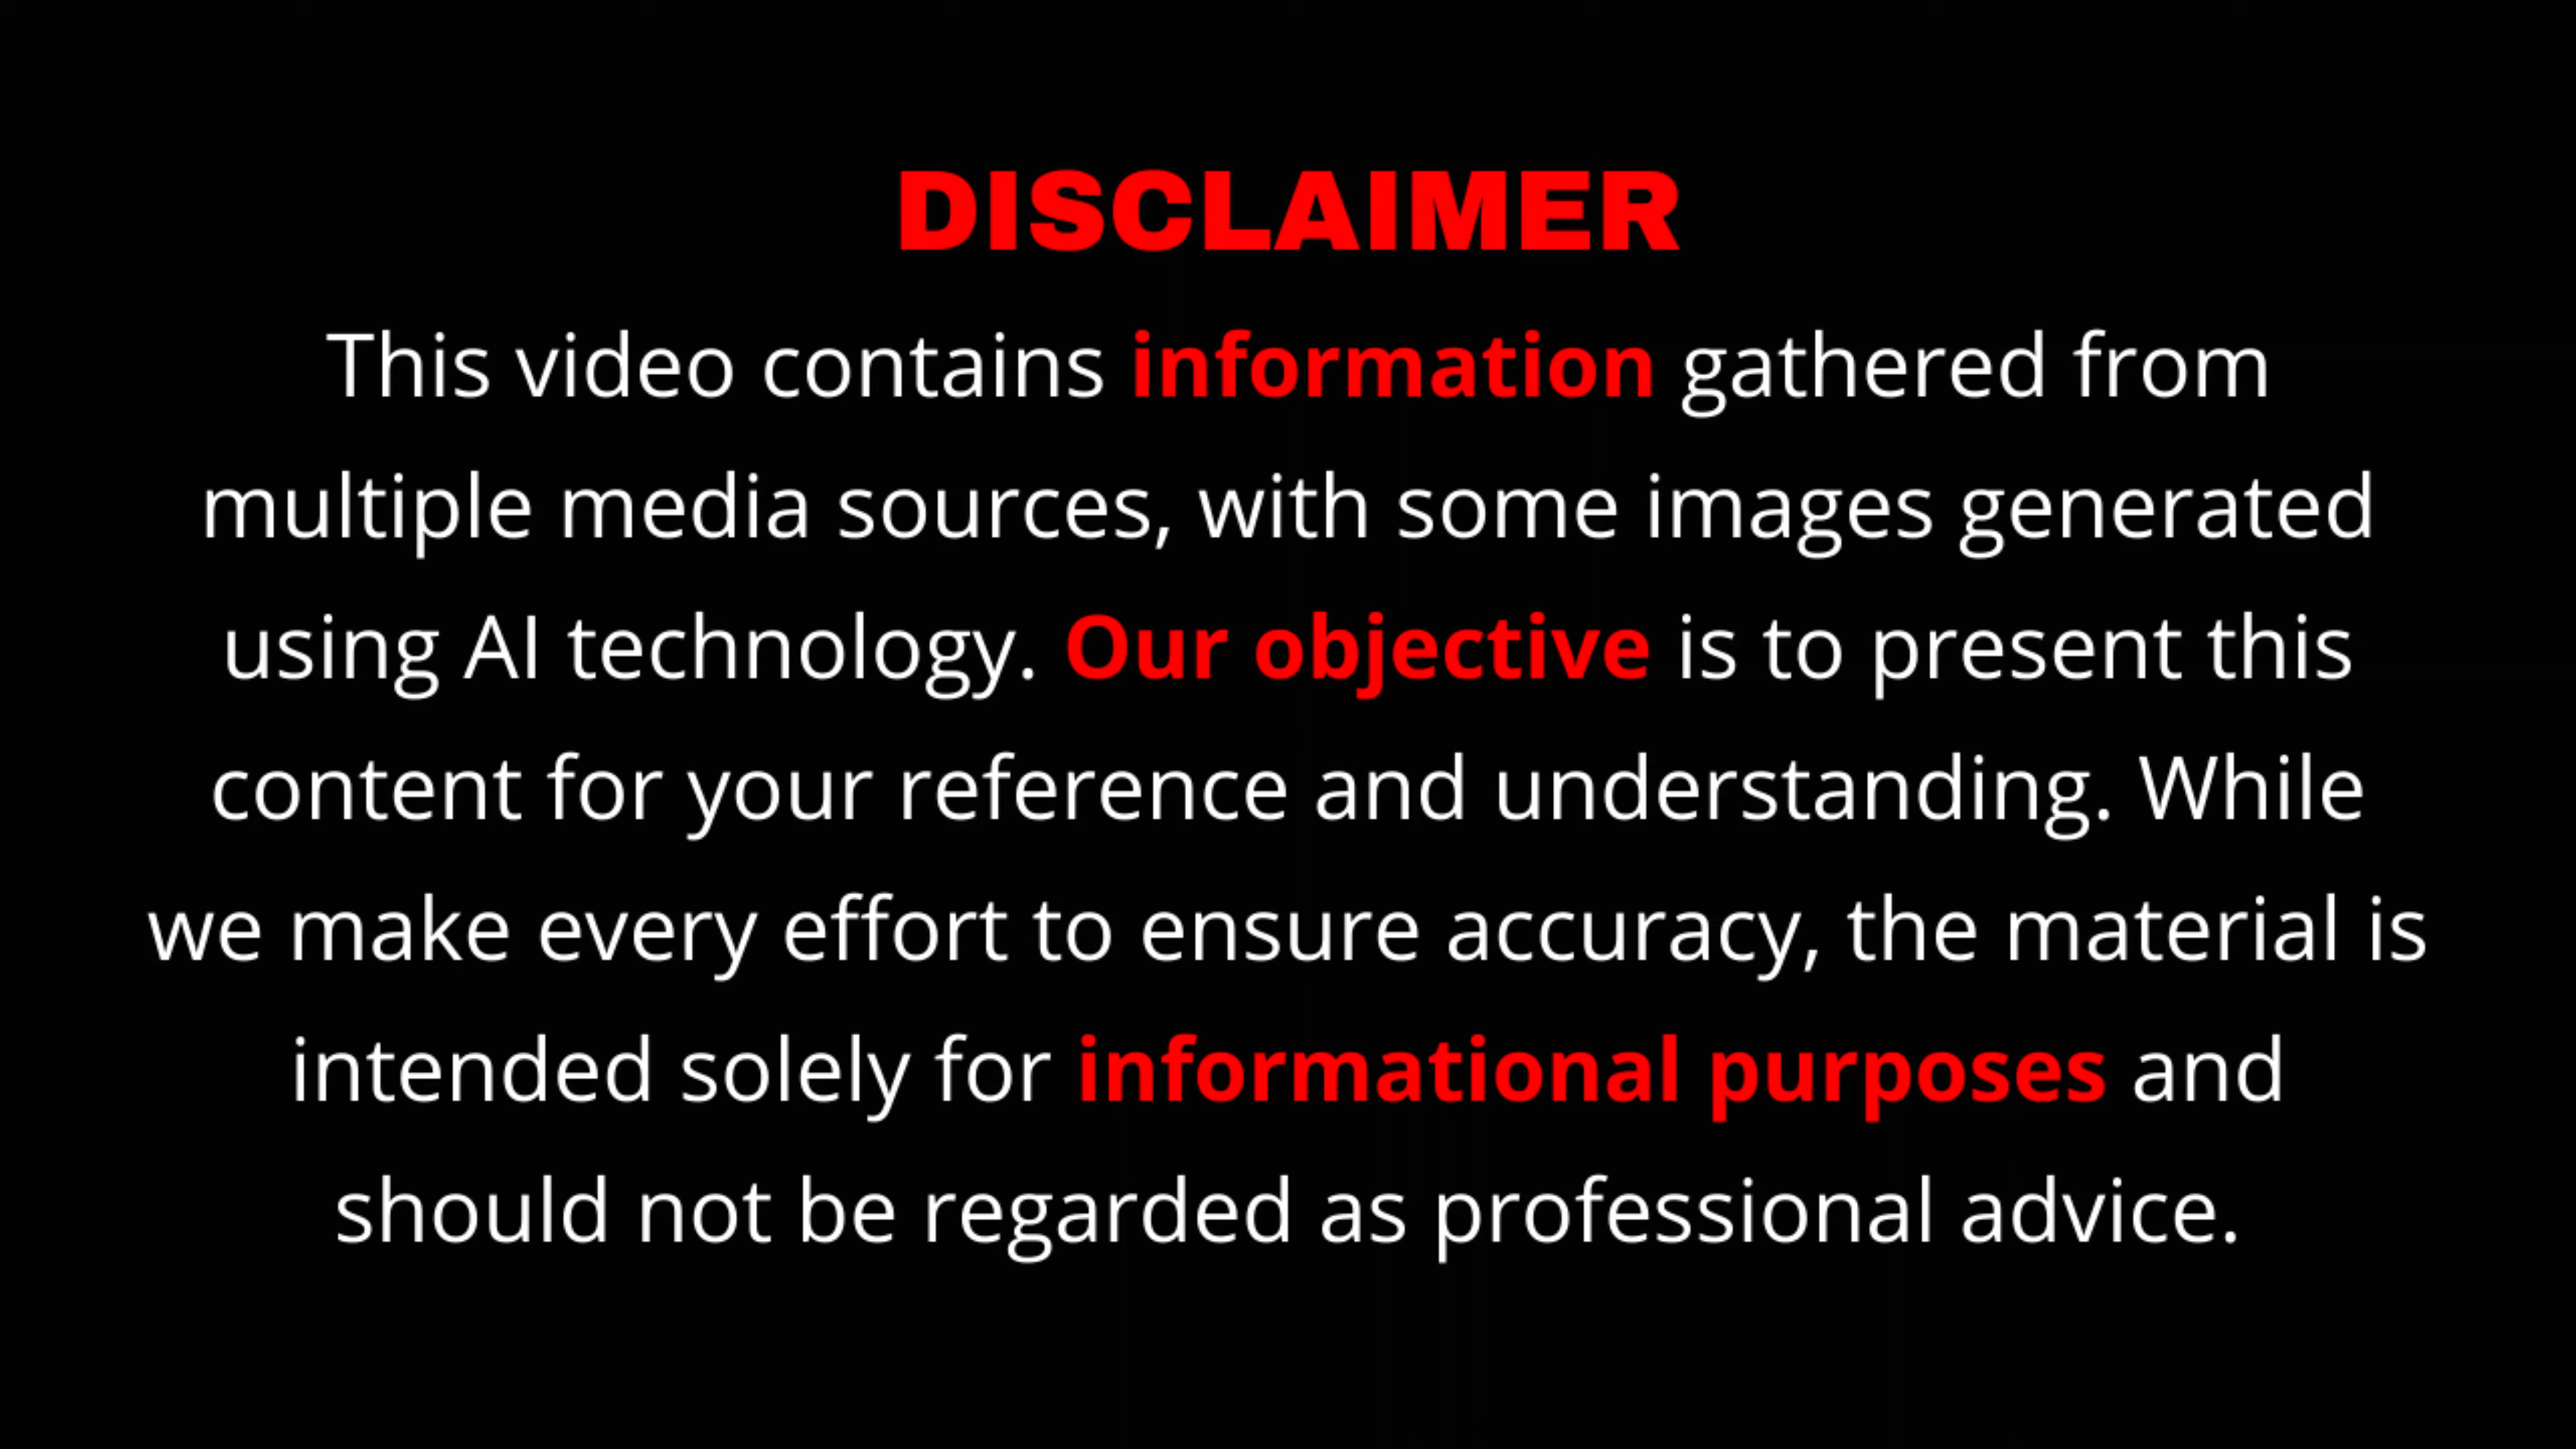 DISCLAIMER
This video contains information gathered from
multiple media sources, with some images generated
using AI technology. Our objective is to present this
content for your reference and understanding. While
we make every effort to ensure accuracy, the material is
intended solely for informational purposes and
should not be regarded as professional advice.